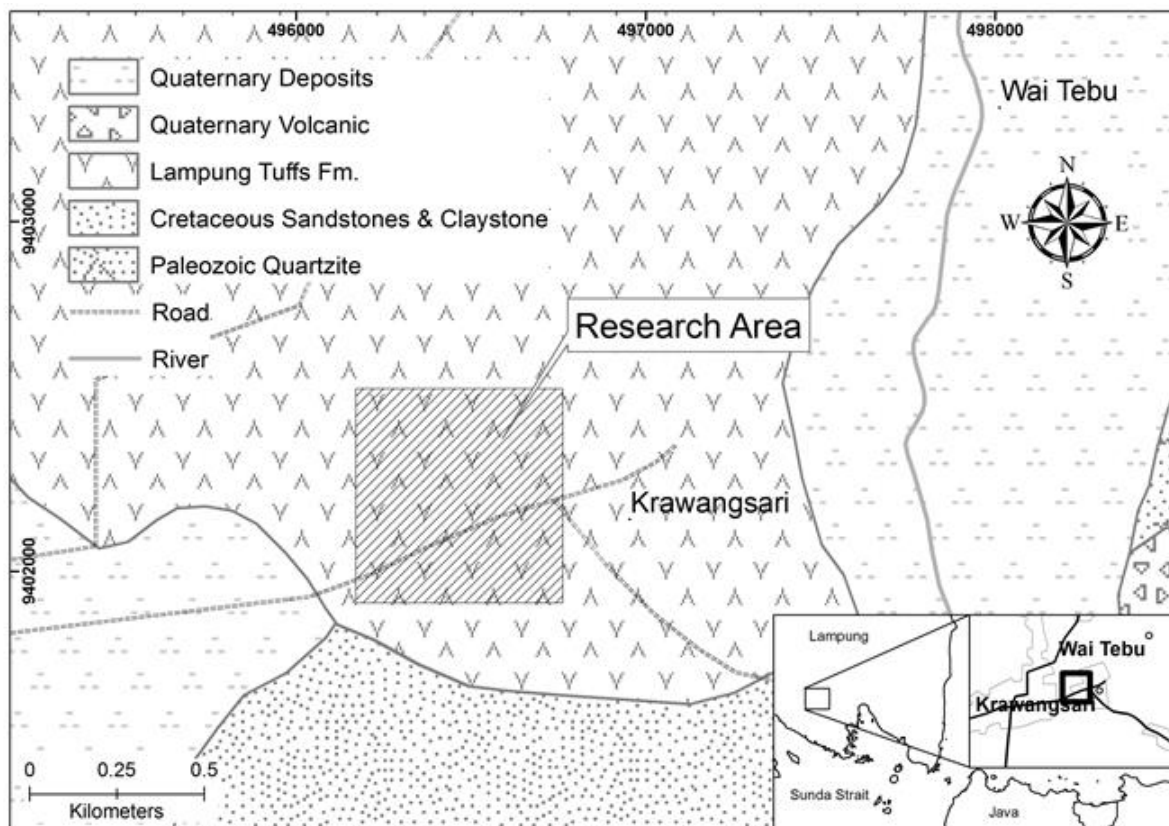 496000
497000
498000
Quaternary Deposits
Quaternary Volcanic
Lampung Tuffs Fm.
Cretaceous Sandstones & Claystone
Paleozoic Quartzite
Road
River
Wai Tebu
N
W
E
S
9403000
9402000
Research Area
Krawangsari
0
0.25
0.5
Kilometers
Lampung
Sunda Strait
Java
Wai Tebu
Krawangsari